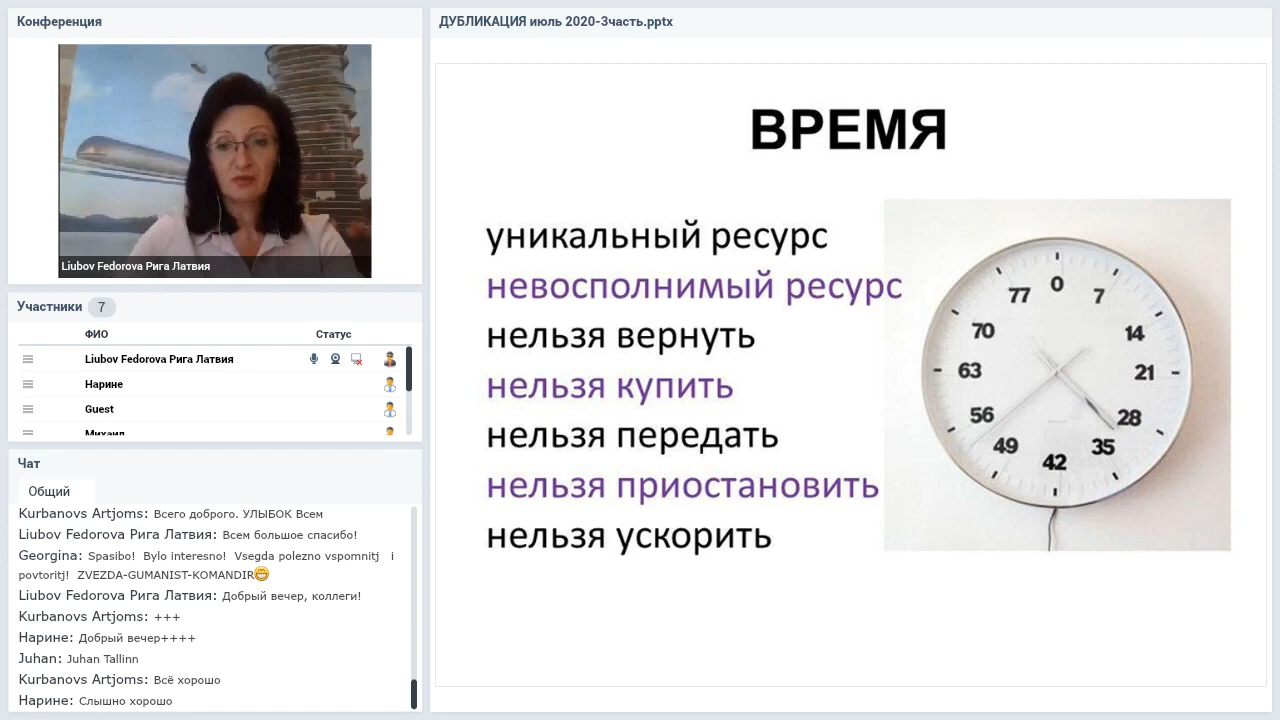 Конференция
Liubov Fedorova Рига Латвия
Участники 7
ФИО Статус
Liubov Fedorova Рига Латвия
Нарине
Guest
Михаил
Чат
Общий
Kurbanovs Artjoms: Всего доброго. УЛЫБОК Всем
Liubov Fedorova Рига Латвия: Всем большое спасибо!
Georgina: Spasibo! Bylo interesno! Vsegda polezno vspomnitj i
povtoritj! ZVEZDA-GUMANIST-KOMANDIR😁
Liubov Fedorova Рига Латвия: Добрый вечер, коллеги!
Kurbanovs Artjoms: +++
Нарине: Добрый вечер++++
Juhan: Juhan Tallinn
Kurbanovs Artjoms: Всё хорошо
Нарине: Слышно хорошо
ДУБЛИКАЦИЯ июль 2020-3часть.pptx
ВРЕМЯ
уникальный ресурс
невосполнимый ресурс
нельзя вернуть
нельзя купить
нельзя передать
нельзя приостановить
нельзя ускорить
0
7
14
21
28
35
42
49
56
63
70
77